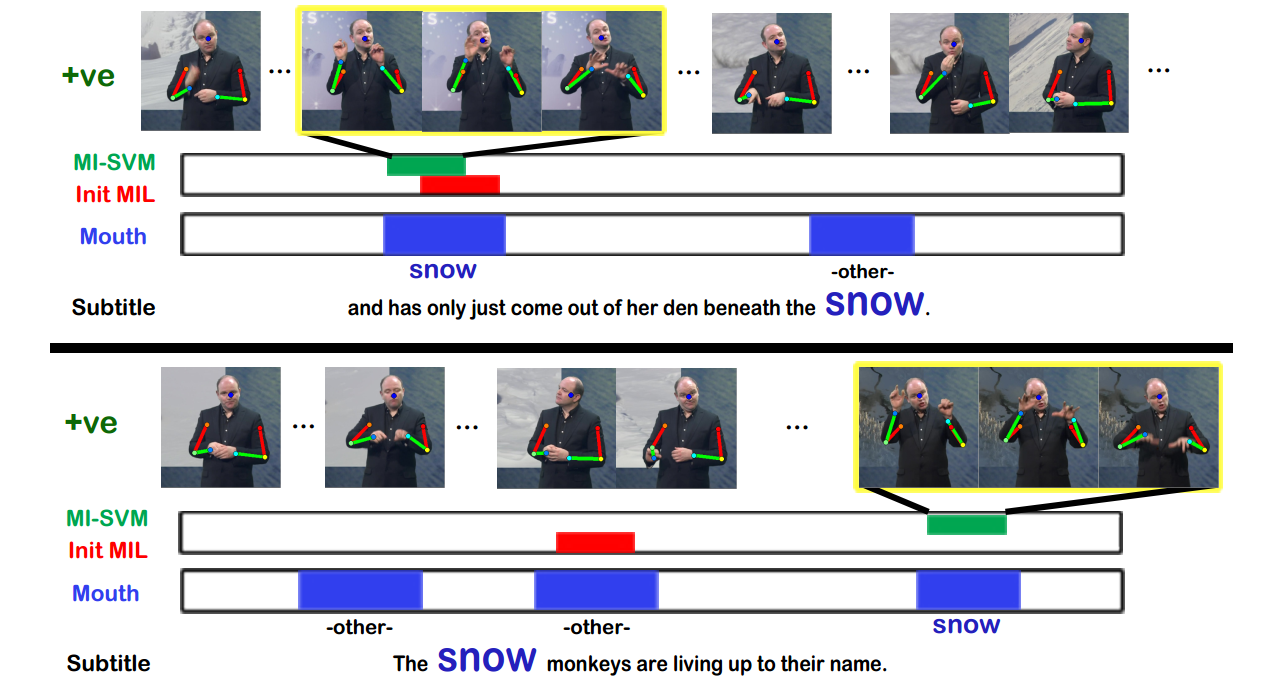 S
+ve ... ... ... ...
MI-SVM
Init MIL
Mouth
snow -other-
Subtitle and has only just come out of her den beneath the snow.
+ve ... ... ...
MI-SVM
Init MIL
Mouth
-other- -other- snow
Subtitle The snow monkeys are living up to their name.